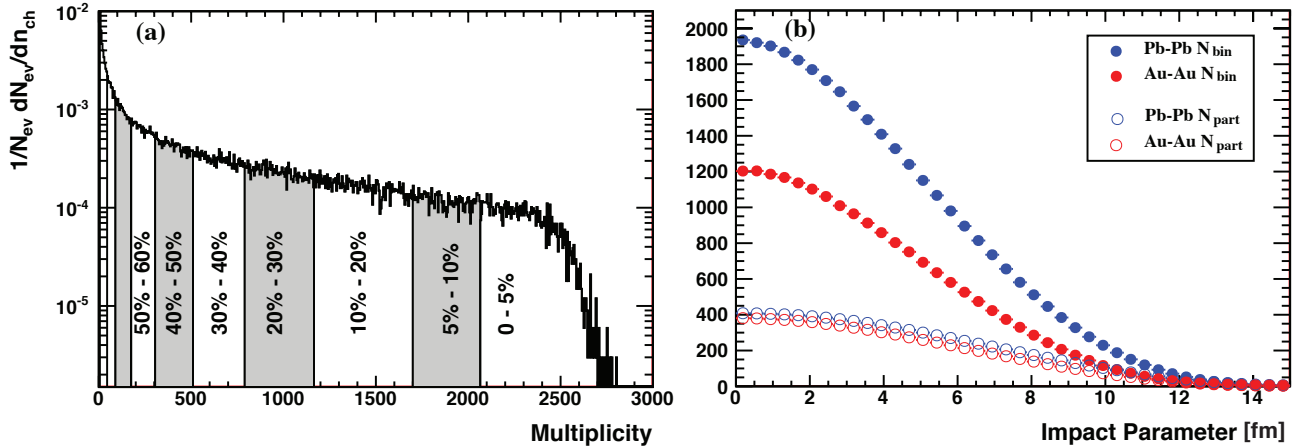 (a)
1/N_ev dN_ev/dn_ch
10^-2
10^-3
10^-4
10^-5
50% - 60%
40% - 50%
30% - 40%
20% - 30%
10% - 20%
5% - 10%
0 - 5%
0 500 1000 1500 2000 2500 3000
Multiplicity
(b)
2000
1800
1600
1400
1200
1000
800
600
400
200
0
Pb-Pb N_bin
Au-Au N_bin
Pb-Pb N_part
Au-Au N_part
0 2 4 6 8 10 12 14
Impact Parameter [fm]